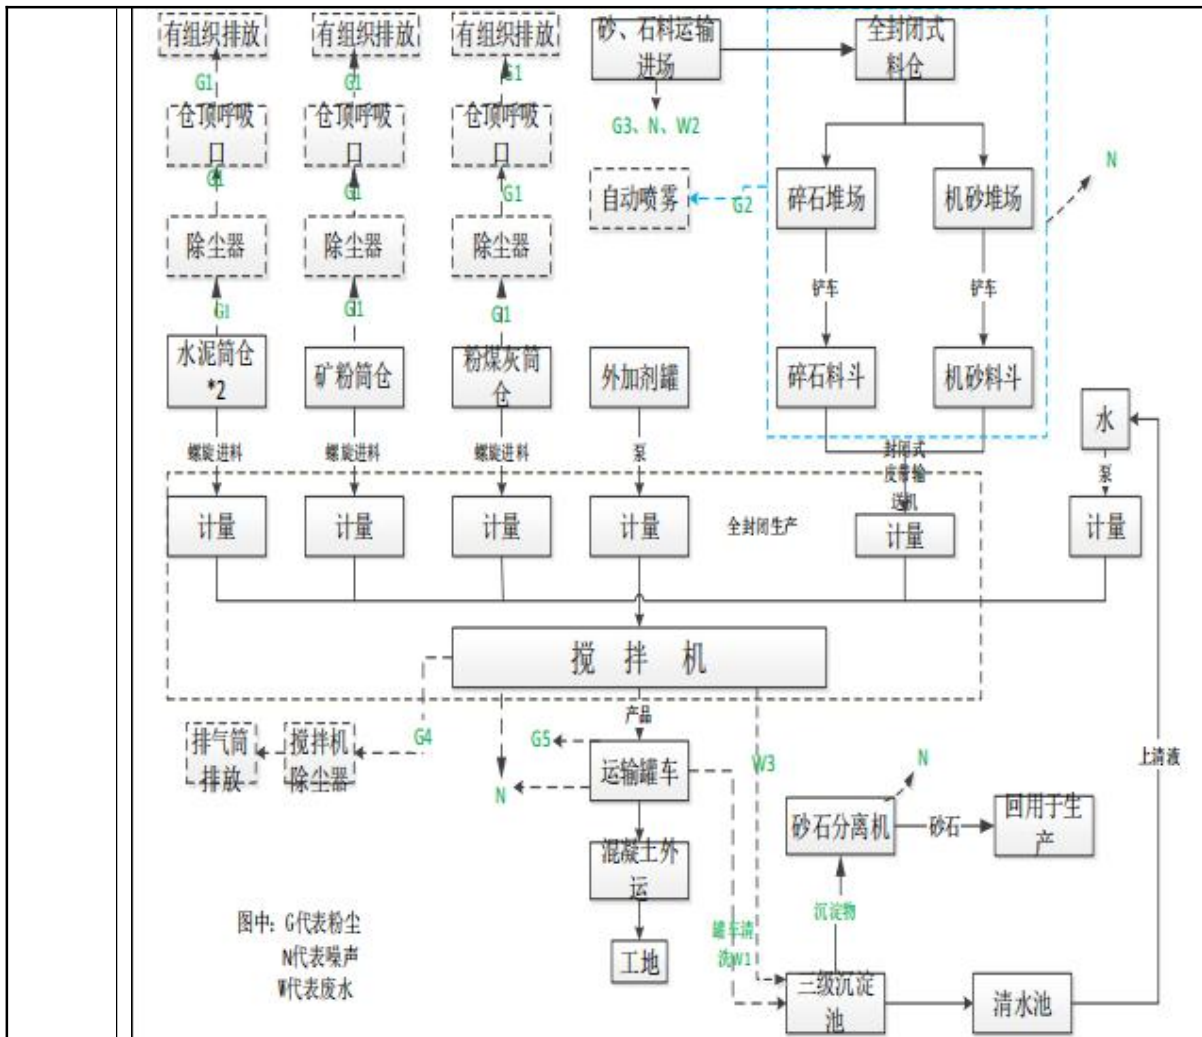 有组织排放
有组织排放
有组织排放
砂、石料运输
进场
全封闭式
料仓
G1
G1
G1
仓顶呼吸
口
仓顶呼吸
口
仓顶呼吸
口
G3、N、W2
N
G1
G1
G1
自动喷雾
G2
碎石堆场
机砂堆场
除尘器
除尘器
除尘器
铲车
铲车
G1
G1
G1
水泥筒仓
*2
矿粉筒仓
粉煤灰筒
仓
外加剂罐
碎石料斗
机砂料斗
水
螺旋进料
螺旋进料
螺旋进料
泵
封闭式
皮带输
送机
泵
计量
计量
计量
计量
全封闭生产
计量
计量
搅 拌 机
产品
排气筒
排放
搅拌机
除尘器
G4
G5
运输罐车
W3
N
N
上清液
砂石分离机
砂石
回用于生
产
混凝土外
运
沉淀物
罐车清
洗W1
图中：G代表粉尘
N代表噪声
W代表废水
工地
三级沉淀
池
清水池